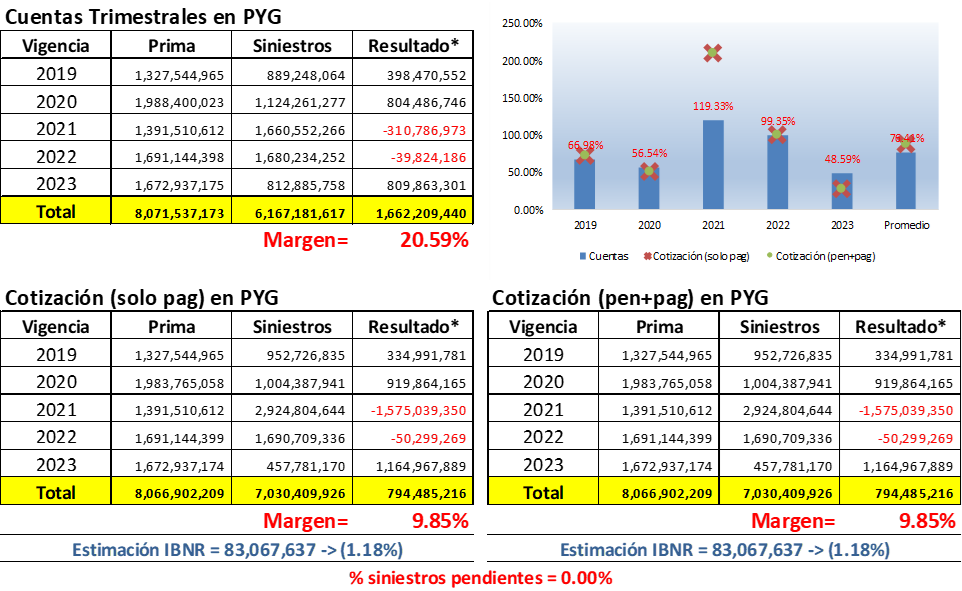 Cuentas Trimestrales en PYG
Vigencia Prima Siniestros Resultado*
2019 1,327,544,965 889,248,064 398,470,552
2020 1,988,400,023 1,124,261,277 804,486,746
2021 1,391,510,612 1,660,552,266 -310,786,973
2022 1,691,144,398 1,680,234,252 -39,824,186
2023 1,672,937,175 812,885,758 809,863,301
Total 8,071,537,173 6,167,181,617 1,662,209,440
Margen= 20.59%
250.00%
200.00%
150.00%
100.00%
50.00%
0.00%
66.98% 56.54% 119.33% 99.35% 48.59% 76.41%
2019 2020 2021 2022 2023 Promedio
Cuentas Cotización (solo pag) Cotización (pen+pag)
Cotización (solo pag) en PYG
Vigencia Prima Siniestros Resultado*
2019 1,327,544,965 952,726,835 334,991,781
2020 1,983,765,058 1,004,387,941 919,864,165
2021 1,391,510,612 2,924,804,644 -1,575,039,350
2022 1,691,144,399 1,690,709,336 -50,299,269
2023 1,672,937,174 457,781,170 1,164,967,889
Total 8,066,902,209 7,030,409,926 794,485,216
Margen= 9.85%
Estimación IBNR = 83,067,637 -> (1.18%)
Cotización (pen+pag) en PYG
Vigencia Prima Siniestros Resultado*
2019 1,327,544,965 952,726,835 334,991,781
2020 1,983,765,058 1,004,387,941 919,864,165
2021 1,391,510,612 2,924,804,644 -1,575,039,350
2022 1,691,144,399 1,690,709,336 -50,299,269
2023 1,672,937,174 457,781,170 1,164,967,889
Total 8,066,902,209 7,030,409,926 794,485,216
Margen= 9.85%
Estimación IBNR = 83,067,637 -> (1.18%)
% siniestros pendientes = 0.00%